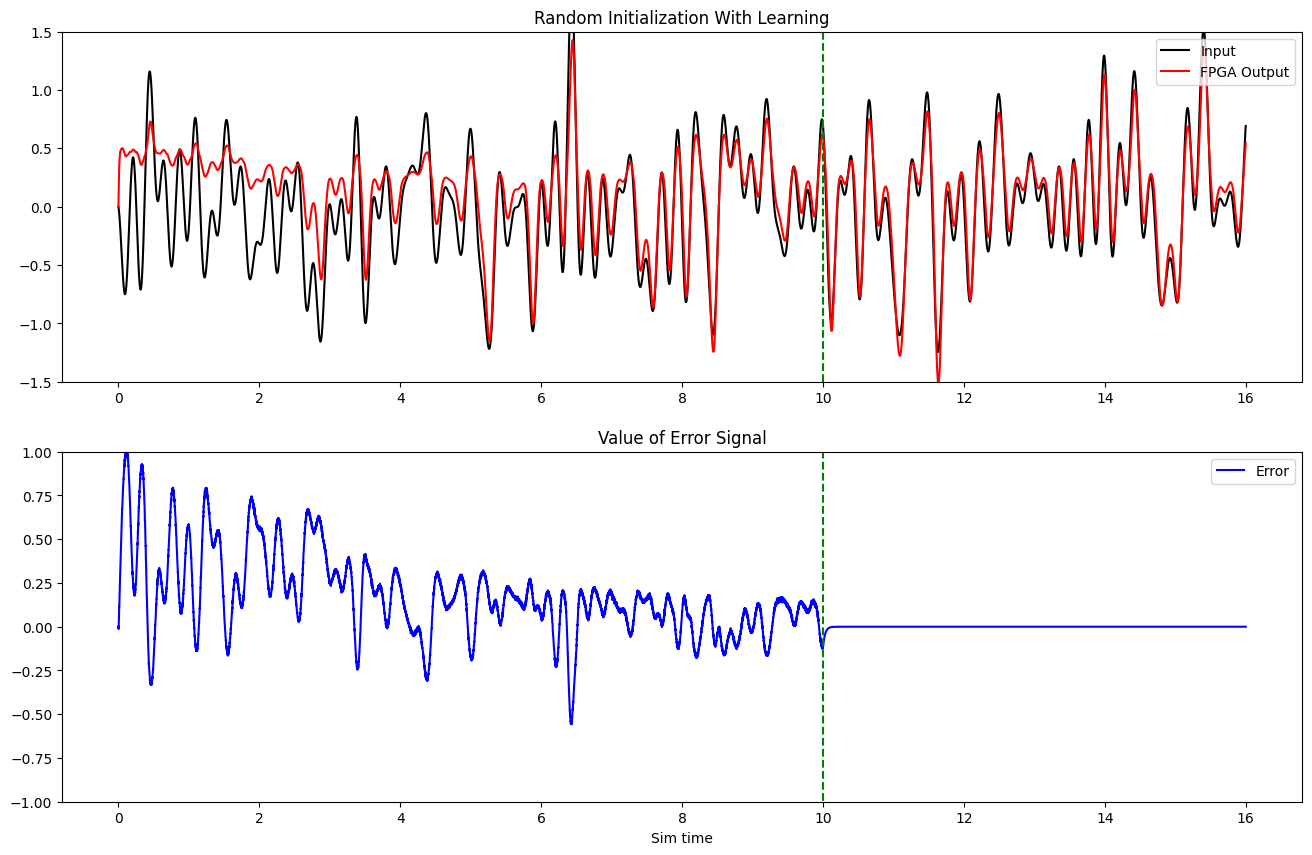 Random Initialization With Learning
1.5
1.0
0.5
0.0
−0.5
−1.0
−1.5
Input
FPGA Output
0 2 4 6 8 10 12 14 16
Value of Error Signal
1.00
0.75
0.50
0.25
0.00
−0.25
−0.50
−0.75
−1.00
Error
0 2 4 6 8 10 12 14 16
Sim time